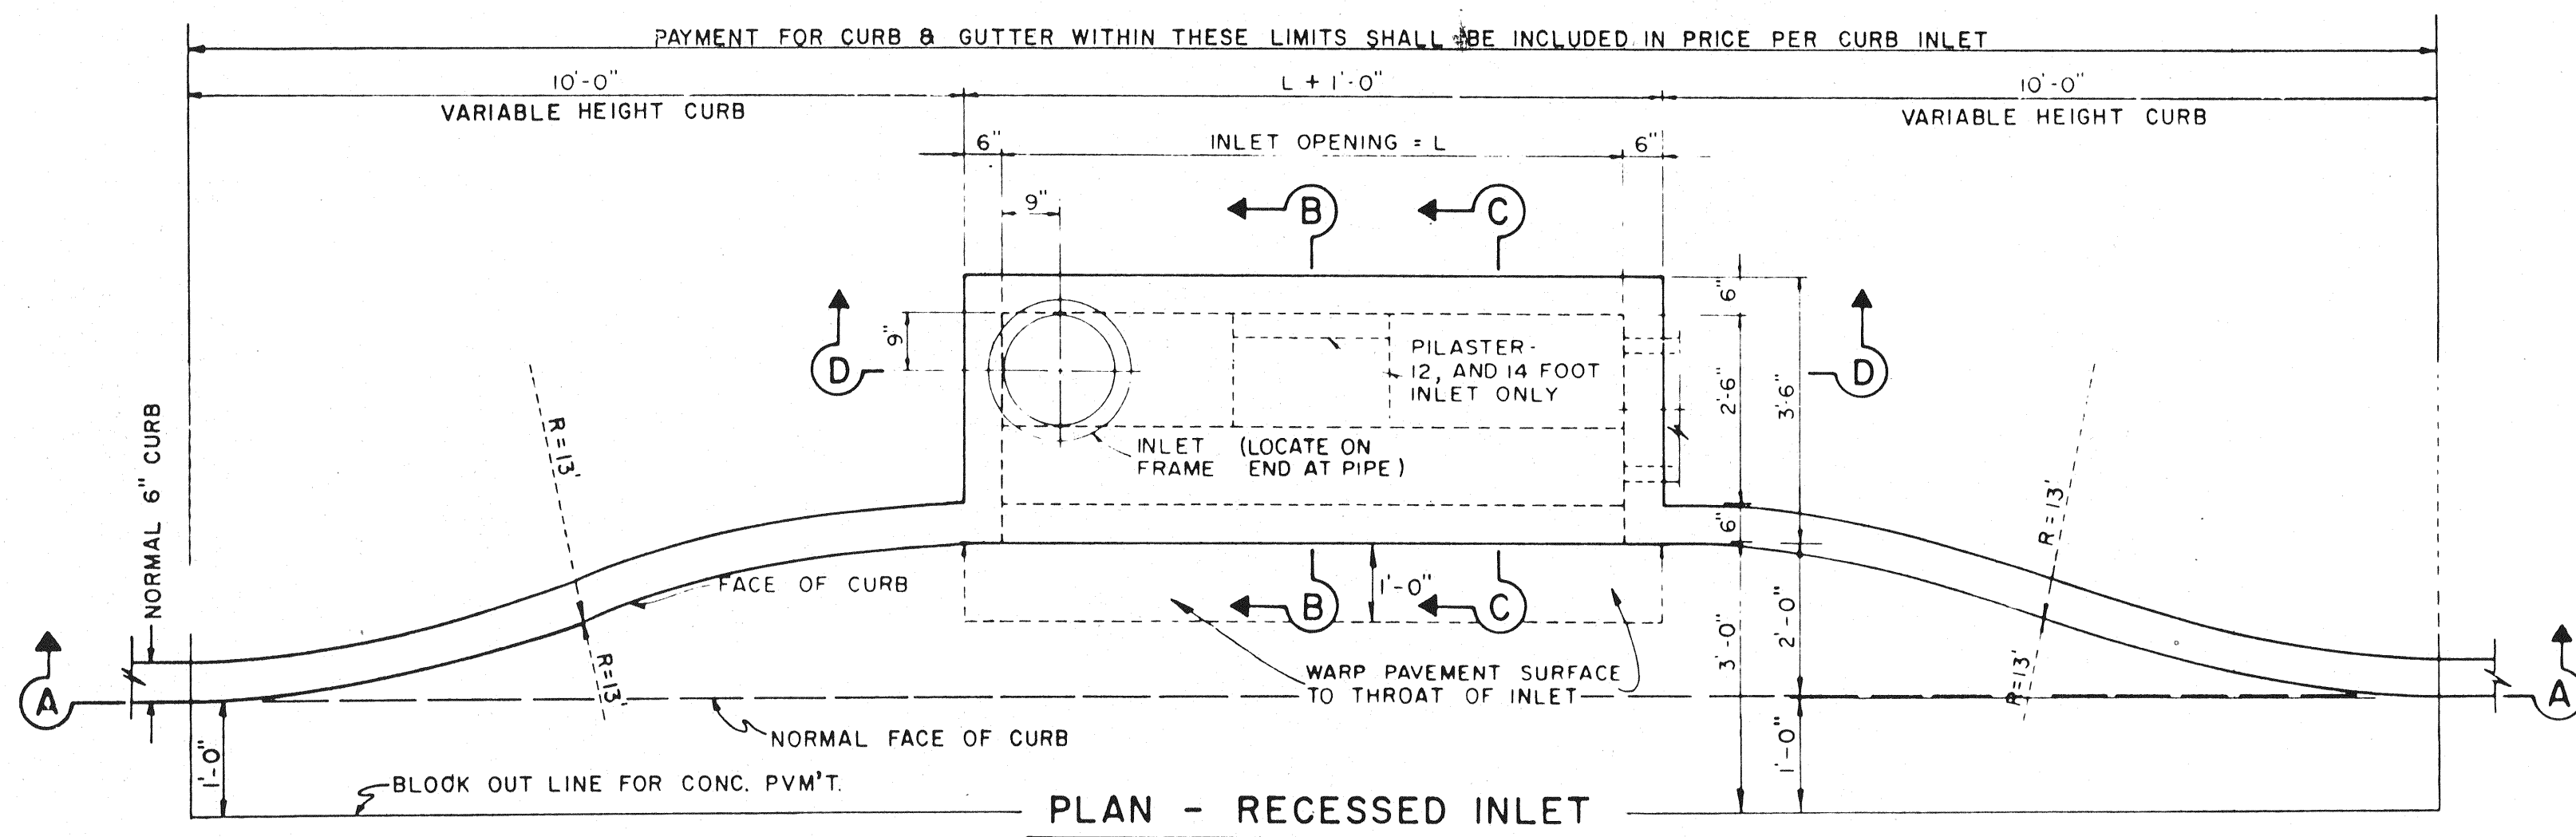 PAYMENT FOR CURB & GUTTER WITHIN THESE LIMITS SHALL BE INCLUDED IN PRICE PER CURB INLET
10'-0" L + 1'-0" 10'-0"
VARIABLE HEIGHT CURB VARIABLE HEIGHT CURB
6" INLET OPENING = L 6"
9"
B C
6"
9"
D D
PILASTER-
12, AND 14 FOOT
INLET ONLY
2'-6"
3'-6"
INLET (LOCATE ON
FRAME END AT PIPE)
NORMAL 6" CURB
R=13'
R=13'
6"
FACE OF CURB
1'-0"
B C
R=13'
R=13'
3'-0"
2'-0"
WARP PAVEMENT SURFACE
TO THROAT OF INLET
A A
NORMAL FACE OF CURB
1'-0"
1'-0"
BLOOK OUT LINE FOR CONC. PVM'T.
PLAN - RECESSED INLET